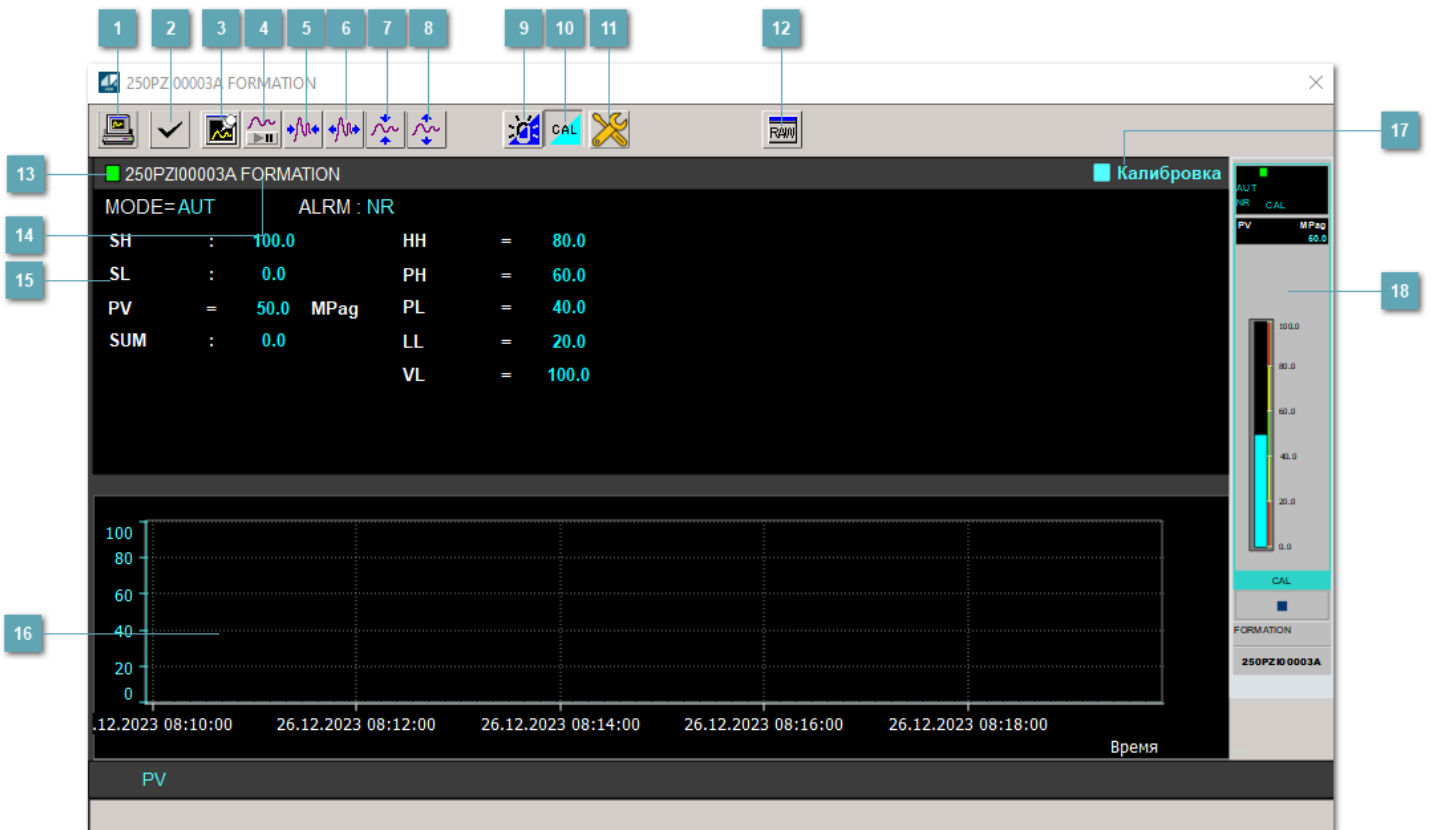 1 2 3 4 5 6 7 8 9 10 11 12
250PZI00003A FORMATION
CAL RAW
17
13
250PZI00003A FORMATION Калибровка
AUT
NR CAL
MODE=AUT ALRM : NR
14
SH : 100.0 HH = 80.0
PV MPag
50.0
15
SL : 0.0 PH = 60.0
18
PV = 50.0 MPag PL = 40.0
SUM : 0.0 LL = 20.0
VL = 100.0
100.0
80.0
60.0
40.0
20.0
0.0
CAL
FORMATION
250PZI00003A
16
100
80
60
40
20
0
.12.2023 08:10:00 26.12.2023 08:12:00 26.12.2023 08:14:00 26.12.2023 08:16:00 26.12.2023 08:18:00
Время
PV